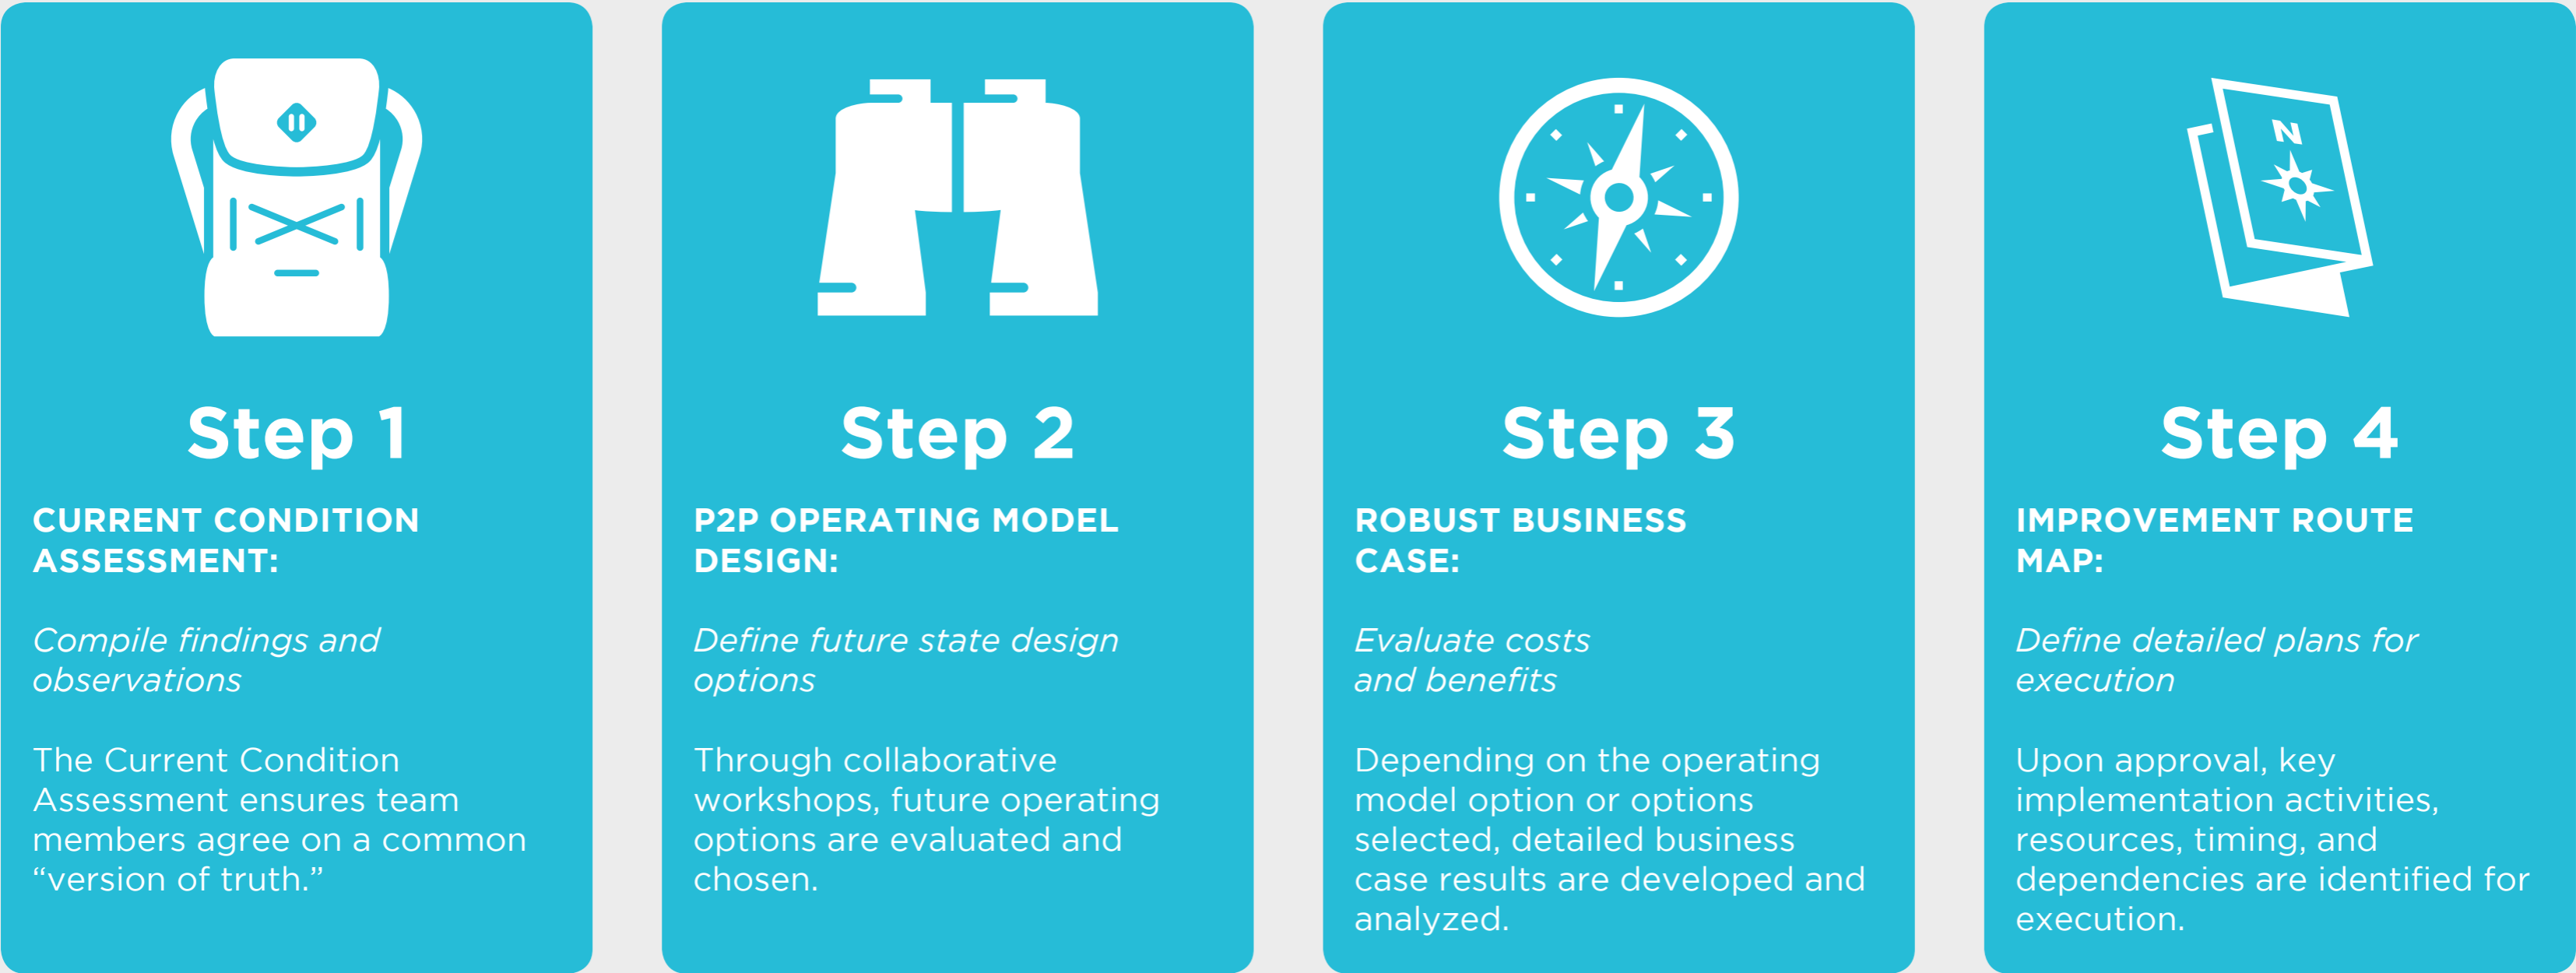 Step 1
CURRENT CONDITION
ASSESSMENT:
Compile findings and
observations
The Current Condition
Assessment ensures team
members agree on a common
“version of truth.”
Step 2
P2P OPERATING MODEL
DESIGN:
Define future state design
options
Through collaborative
workshops, future operating
options are evaluated and
chosen.
Step 3
ROBUST BUSINESS
CASE:
Evaluate costs
and benefits
Depending on the operating
model option or options
selected, detailed business
case results are developed and
analyzed.
N
Step 4
IMPROVEMENT ROUTE
MAP:
Define detailed plans for
execution
Upon approval, key
implementation activities,
resources, timing, and
dependencies are identified for
execution.